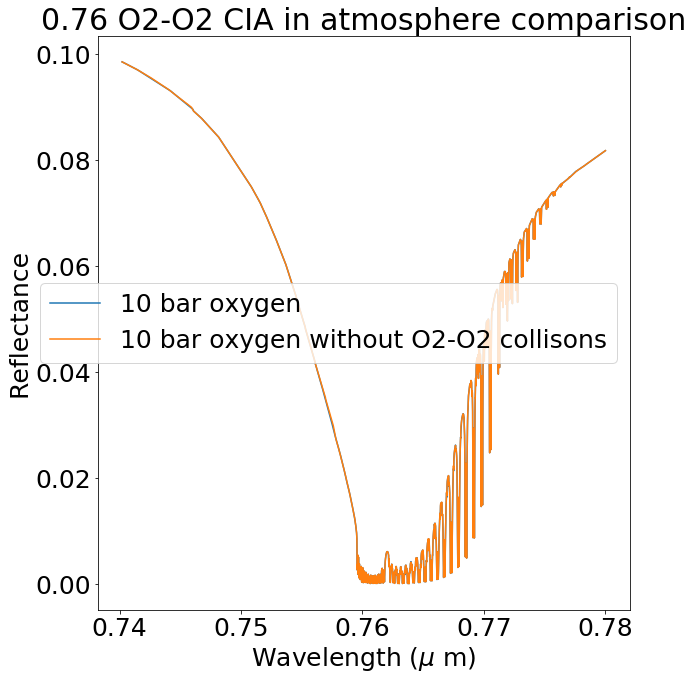 0.76 O2-O2 CIA in atmosphere comparison
0.10
0.08
0.06
0.04
0.02
0.00
Reflectance
10 bar oxygen
10 bar oxygen without O2-O2 collisons
0.74 0.75 0.76 0.77 0.78
Wavelength (μ m)